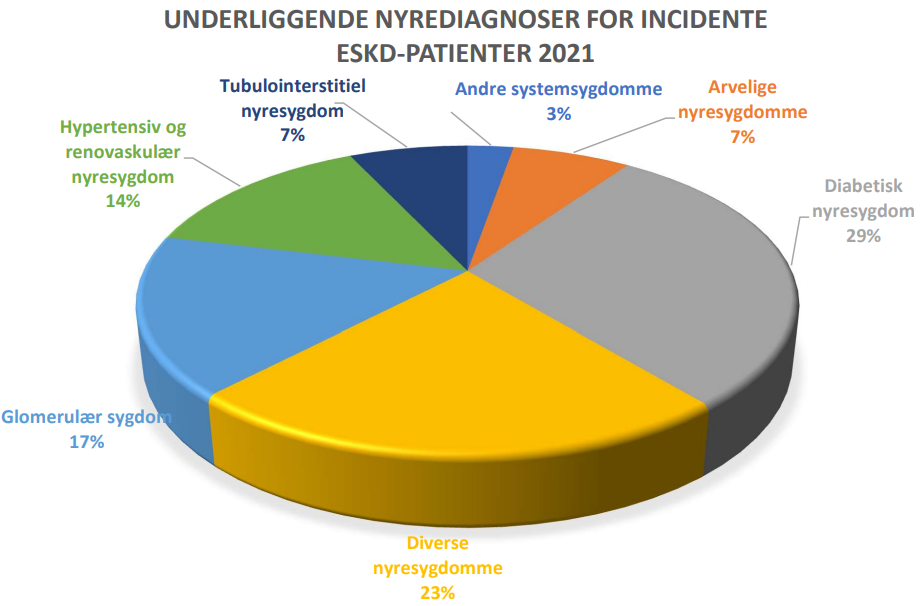 UNDERLIGGENDE NYREDIAGNOSER FOR INCIDENTE
ESKD-PATIENTER 2021
Andre systemsygdomme
3%
Arvelige
nyresygdomme
7%
Diabetisk
nyresygdom
29%
Diverse
nyresygdomme
23%
Glomerulær sygdom
17%
Hypertensiv og
renovaskulær
nyresygdom
14%
Tubulointerstitiel
nyresygdom
7%